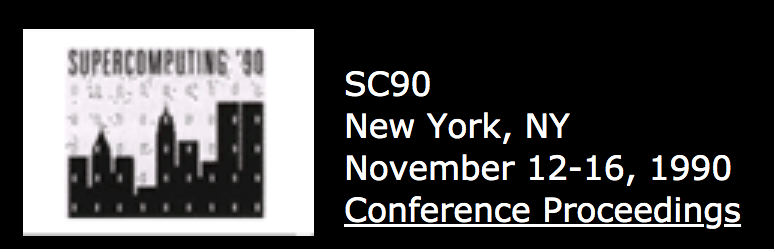 SUPERCOMPUTING '90
SC90
New York, NY
November 12-16, 1990
Conference Proceedings